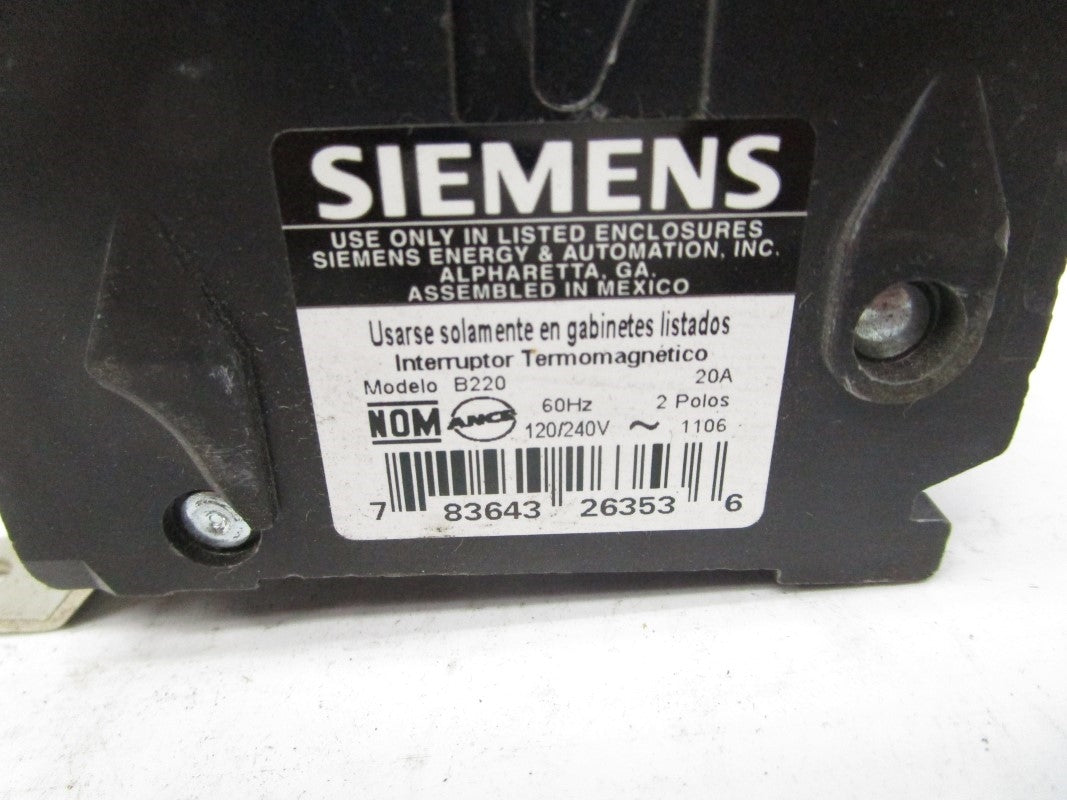 SIEMENS
USE ONLY IN LISTED ENCLOSURES
SIEMENS ENERGY & AUTOMATION, INC.
ALPHARETTA, GA.
ASSEMBLED IN MEXICO
Usarse solamente en gabinetes listados
Interruptor Termomagnético
Modelo B220 20A
NOM ANCE 60Hz 2 Polos
120/240V ~ 1106
7 83643 26353 6